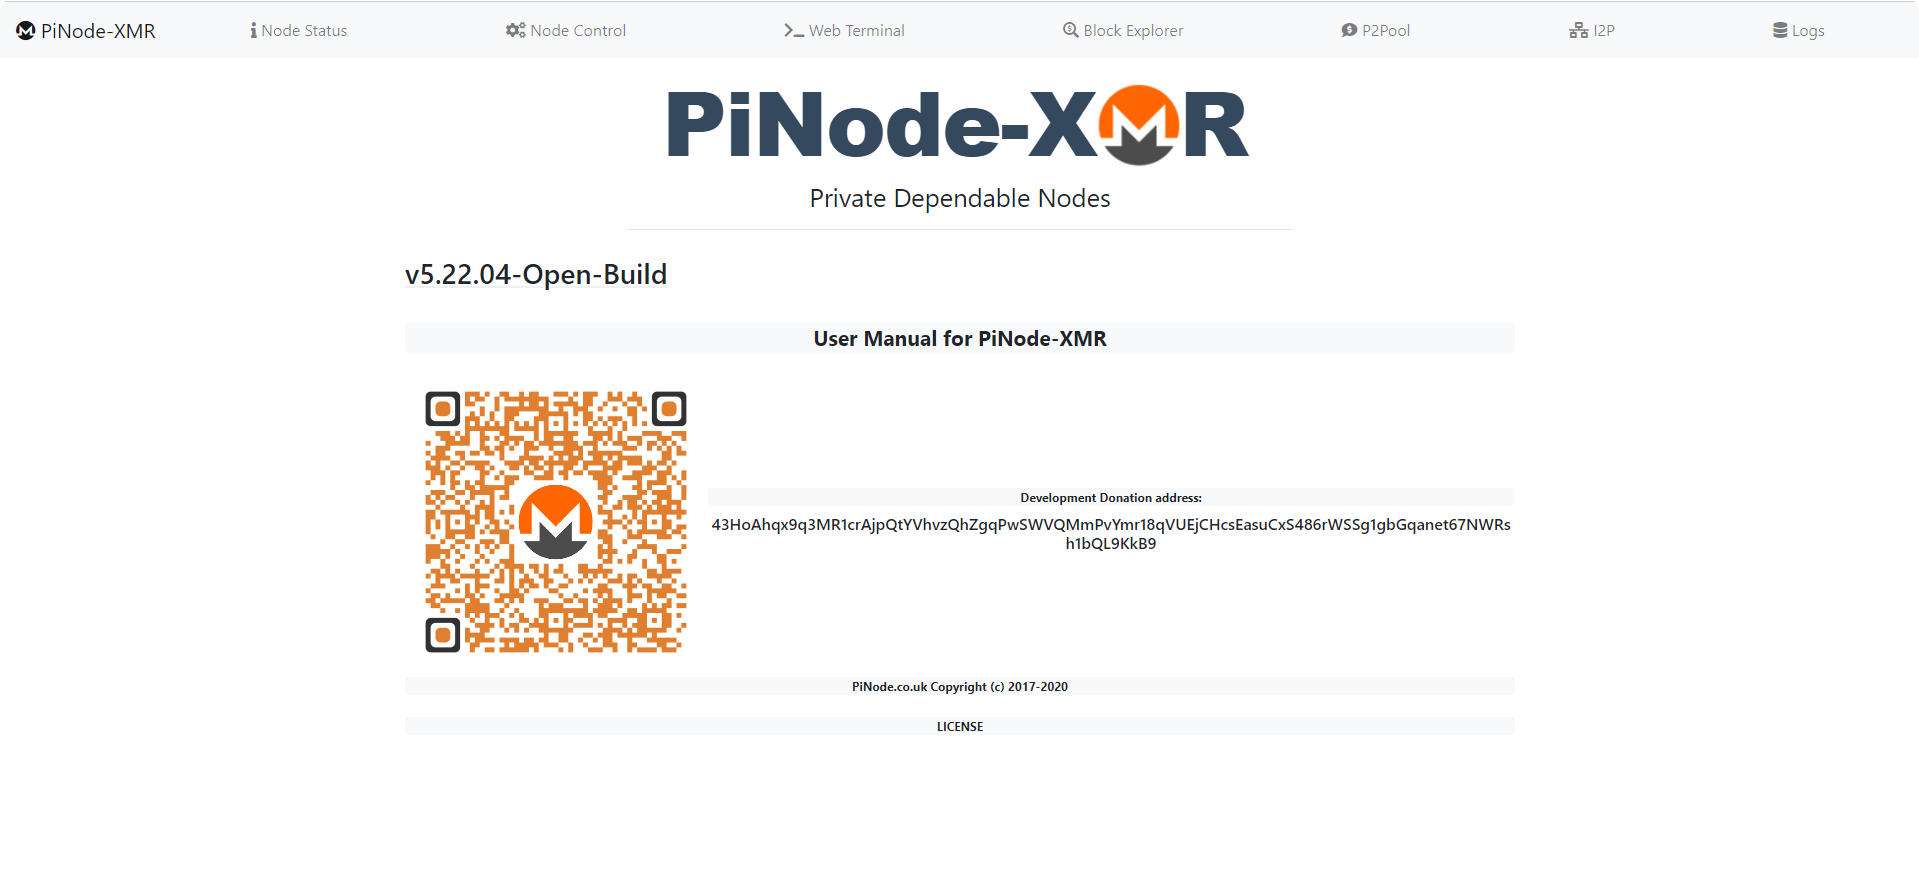 PiNode-XMR
Node Status
Node Control
Web Terminal
Block Explorer
P2Pool
I2P
Logs
PiNode-XMR
Private Dependable Nodes
v5.22.04-Open-Build
User Manual for PiNode-XMR
Development Donation address:
43HoAhqx9q3MR1crAjpQtYVhvzQhZgqPwSWVQMmPvYmr18qVUEjCHcsEasuCxS486rWSSg1gbGqanet67NWRs
h1bQL9KkB9
PiNode.co.uk Copyright (c) 2017-2020
LICENSE